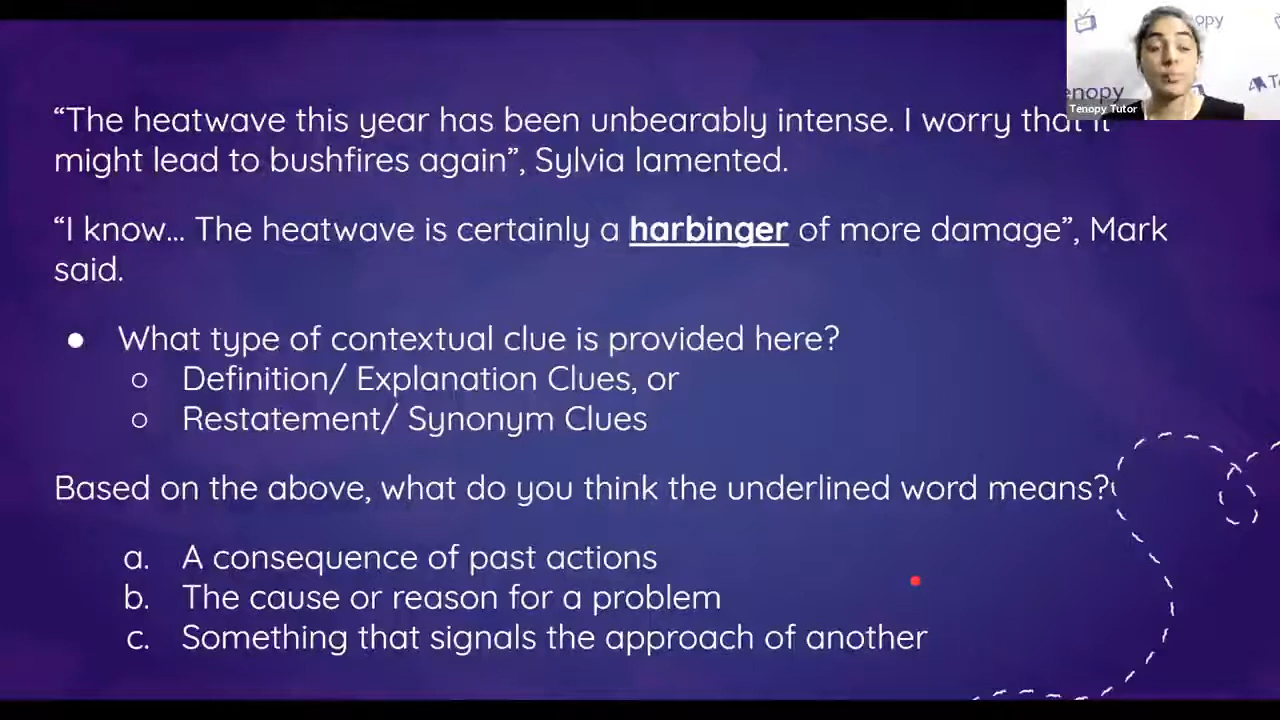 opy
enopy
Te
Tenopy Tutor
“The heatwave this year has been unbearably intense. I worry that it
might lead to bushfires again”, Sylvia lamented.
“I know... The heatwave is certainly a harbinger of more damage”, Mark
said.
● What type of contextual clue is provided here?
○ Definition/ Explanation Clues, or
○ Restatement/ Synonym Clues
Based on the above, what do you think the underlined word means?
a. A consequence of past actions
b. The cause or reason for a problem
c. Something that signals the approach of another